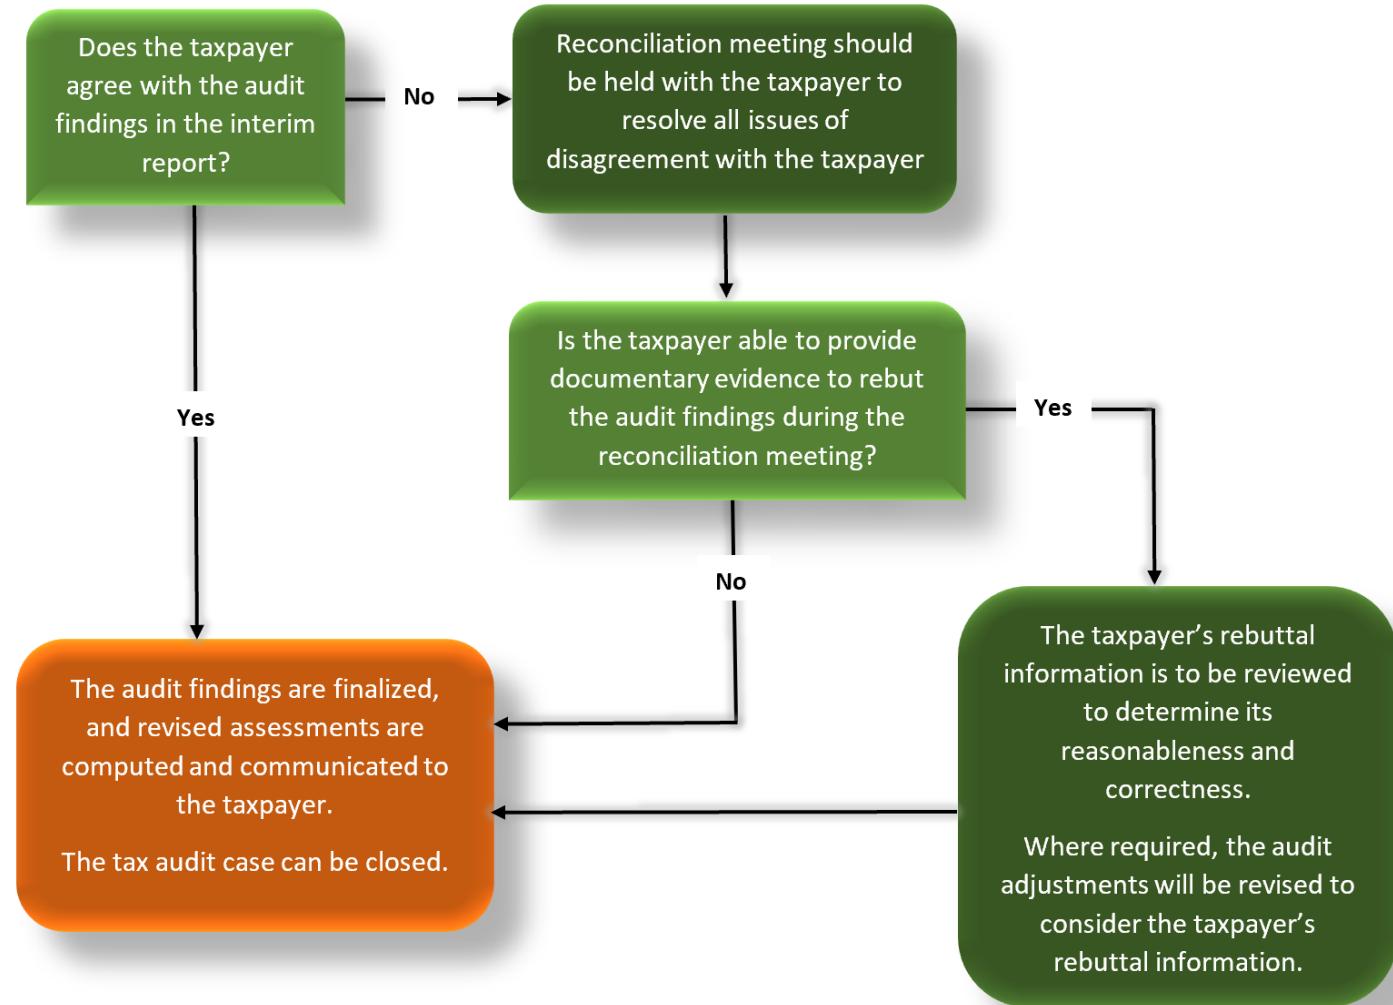 Does the taxpayer
agree with the audit
findings in the interim
report?
No
Reconciliation meeting should
be held with the taxpayer to
resolve all issues of
disagreement with the taxpayer
Is the taxpayer able to provide
documentary evidence to rebut
the audit findings during the
reconciliation meeting?
Yes
Yes
No
The taxpayer’s rebuttal
information is to be reviewed
to determine its
reasonableness and
correctness.
Where required, the audit
adjustments will be revised to
consider the taxpayer’s
rebuttal information.
The audit findings are finalized,
and revised assessments are
computed and communicated to
the taxpayer.
The tax audit case can be closed.